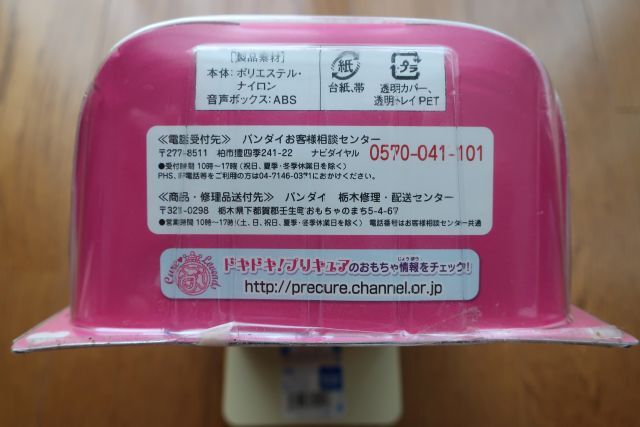 [製品素材]
本体：ポリエステル・
ナイロン
音声ボックス：ABS
紙
台紙、帯
プラ
透明カバー、
透明トレイPET
≪電話受付先≫ バンダイお客様相談センター
〒277-8511 柏市豊四季241-22 ナビダイヤル 0570-041-101
●受付時間 10時〜17時(祝日、夏季・冬季休業日を除く)
PHS、IP電話等をご利用の方は04-7146-0371におかけください。
≪商品・修理品送付先≫ バンダイ 栃木修理・配送センター
〒321-0298 栃木県下都賀郡壬生町おもちゃのまち5-4-67
●営業時間 10時〜17時(土、日、祝日、夏季・冬季休業日を除く) 電話番号はお客様相談センター共通
ドキドキ!プリキュアのおもちゃ情報をチェック!
じょうほう
http://precure.channel.or.jp